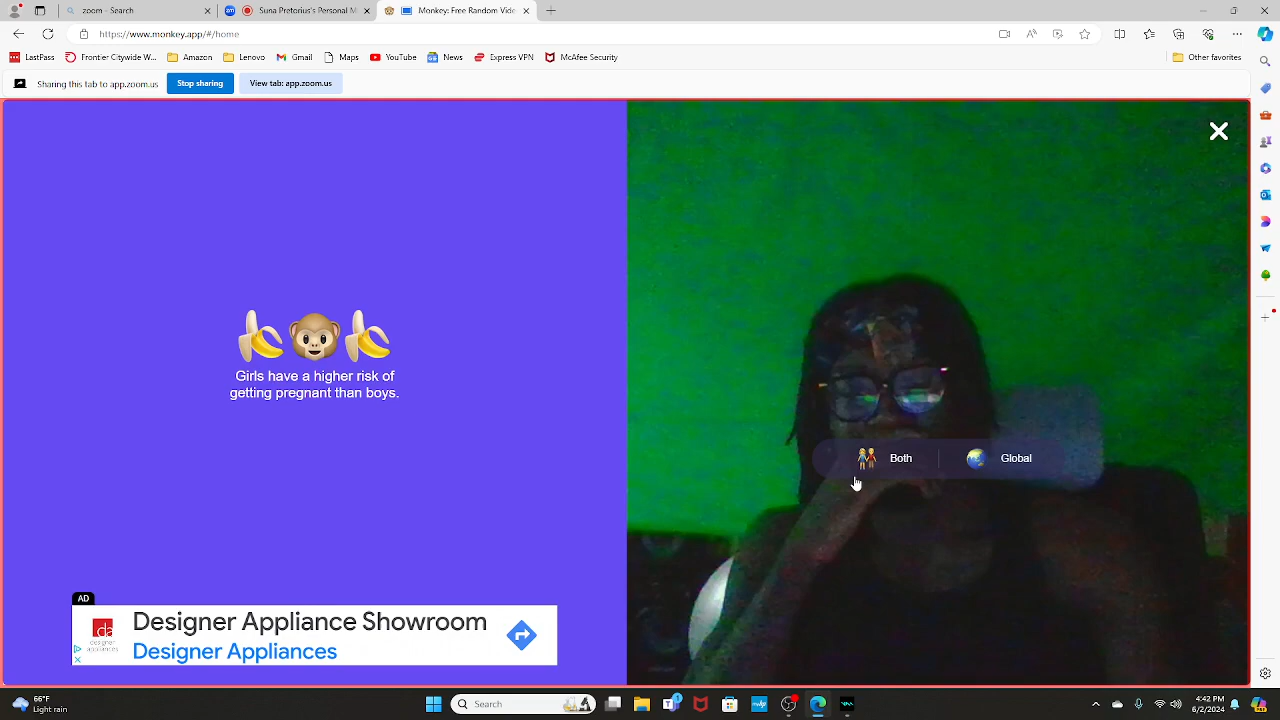 zoom - Search
Suna Pretorius's Personal M
Monkey: Free Random Vide
https://www.monkey.app/#/home
LastPass
Frontier Citywide W...
Amazon
Lenovo
Gmail
Maps
YouTube
News
Express VPN
McAfee Security
Other favorites
Sharing this tab to app.zoom.us
Stop sharing
View tab: app.zoom.us
Girls have a higher risk of
getting pregnant than boys.
Both
Global
AD
Designer Appliance Showroom
Designer Appliances
da
designer
appliances
66°F
Light rain
Search
4:42 PM
6/2/2024